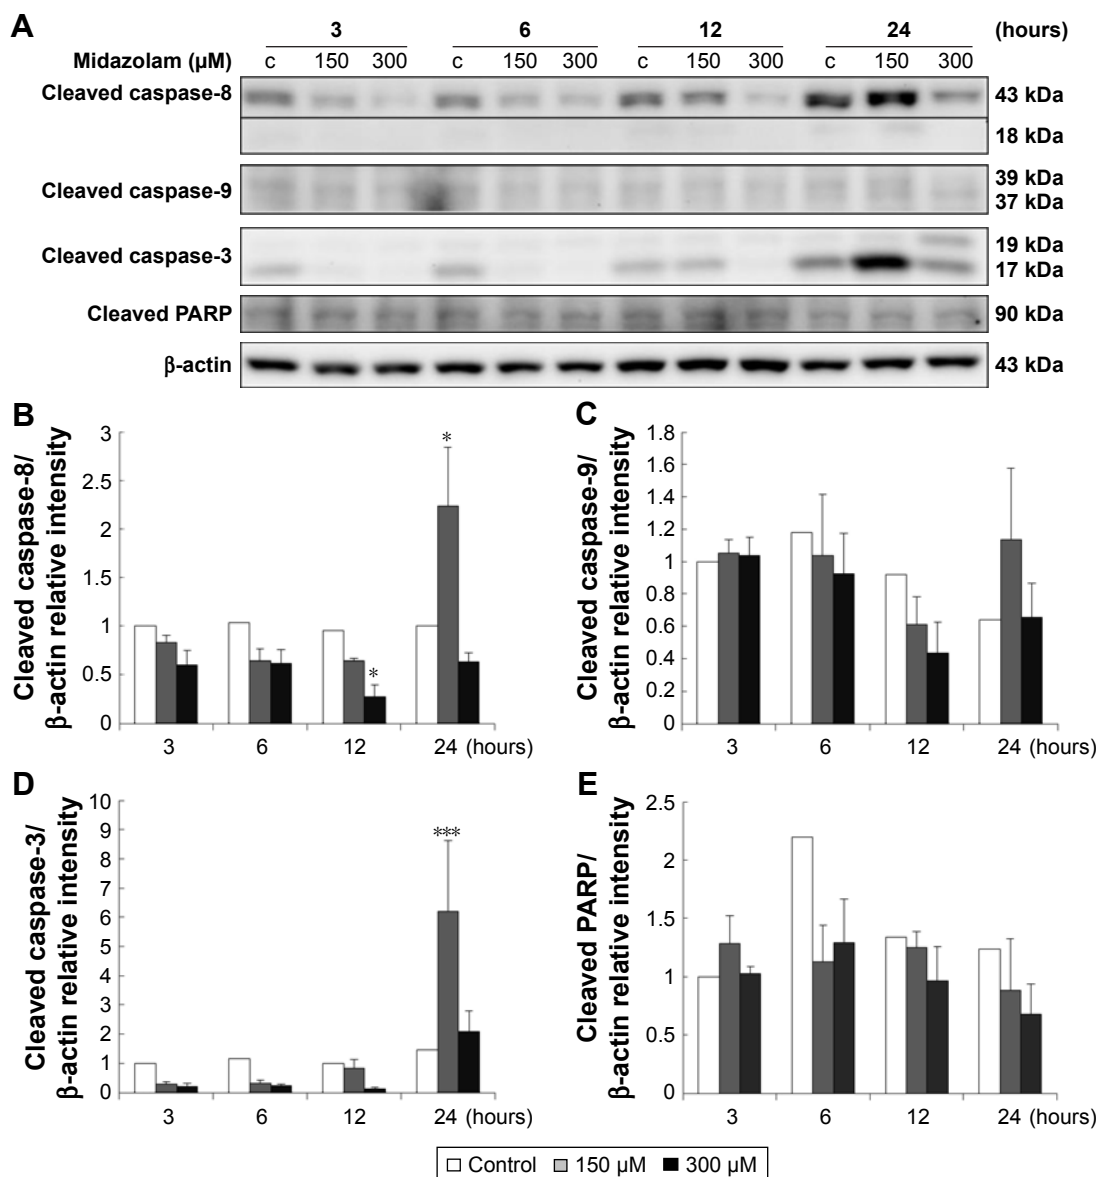 A
3 6 12 24 (hours)
Midazolam (µM) c 150 300 c 150 300 c 150 300 c 150 300
Cleaved caspase-8 43 kDa
18 kDa
Cleaved caspase-9 39 kDa
37 kDa
Cleaved caspase-3 19 kDa
17 kDa
Cleaved PARP 90 kDa
β-actin 43 kDa
B
Cleaved caspase-8/
β-actin relative intensity
3
2.5
2
1.5
1
0.5
0
*
*
3 6 12 24 (hours)
C
Cleaved caspase-9/
β-actin relative intensity
1.8
1.6
1.4
1.2
1
0.8
0.6
0.4
0.2
0
3 6 12 24 (hours)
D
Cleaved caspase-3/
β-actin relative intensity
10
9
8
7
6
5
4
3
2
1
0
***
3 6 12 24 (hours)
E
Cleaved PARP/
β-actin relative intensity
2.5
2
1.5
1
0.5
0
3 6 12 24 (hours)
Control 150 µM 300 µM